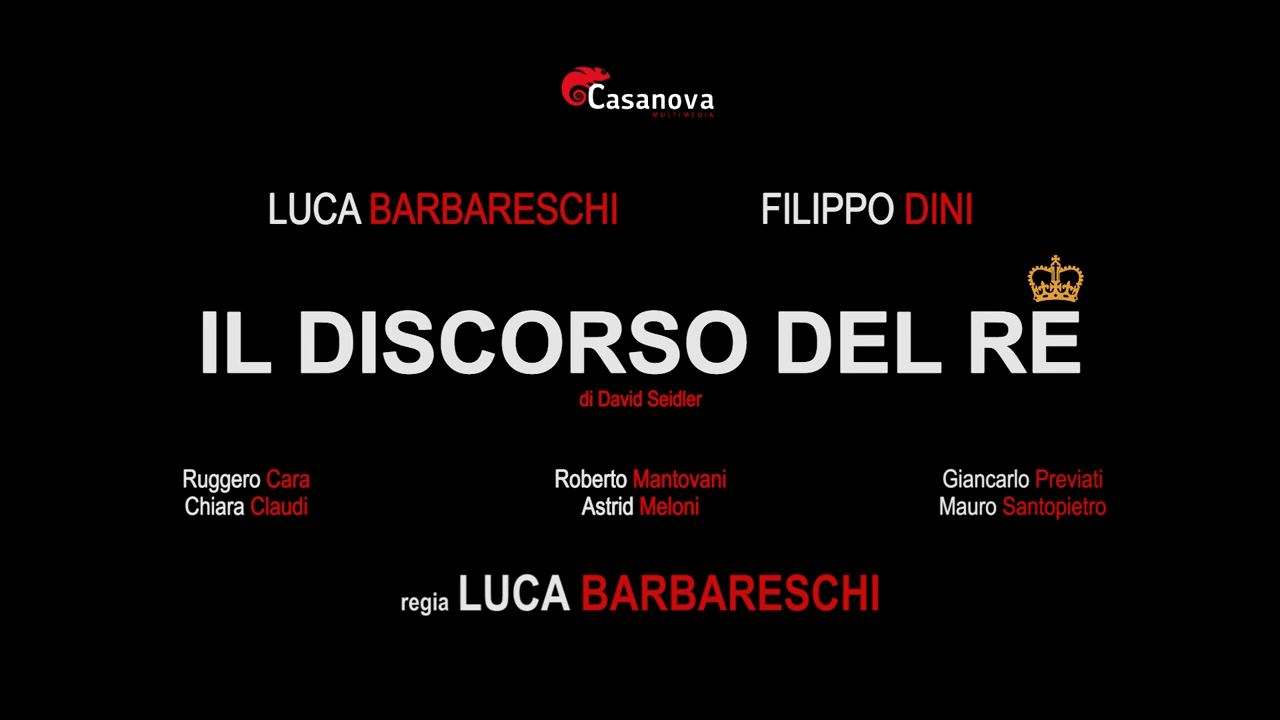 Casanova
MULTIMEDIA
LUCA BARBARESCHI
FILIPPO DINI
IL DISCORSO DEL RE
di David Seidler
Ruggero Cara
Chiara Claudi
Roberto Mantovani
Astrid Meloni
Giancarlo Previati
Mauro Santopietro
regia LUCA BARBARESCHI